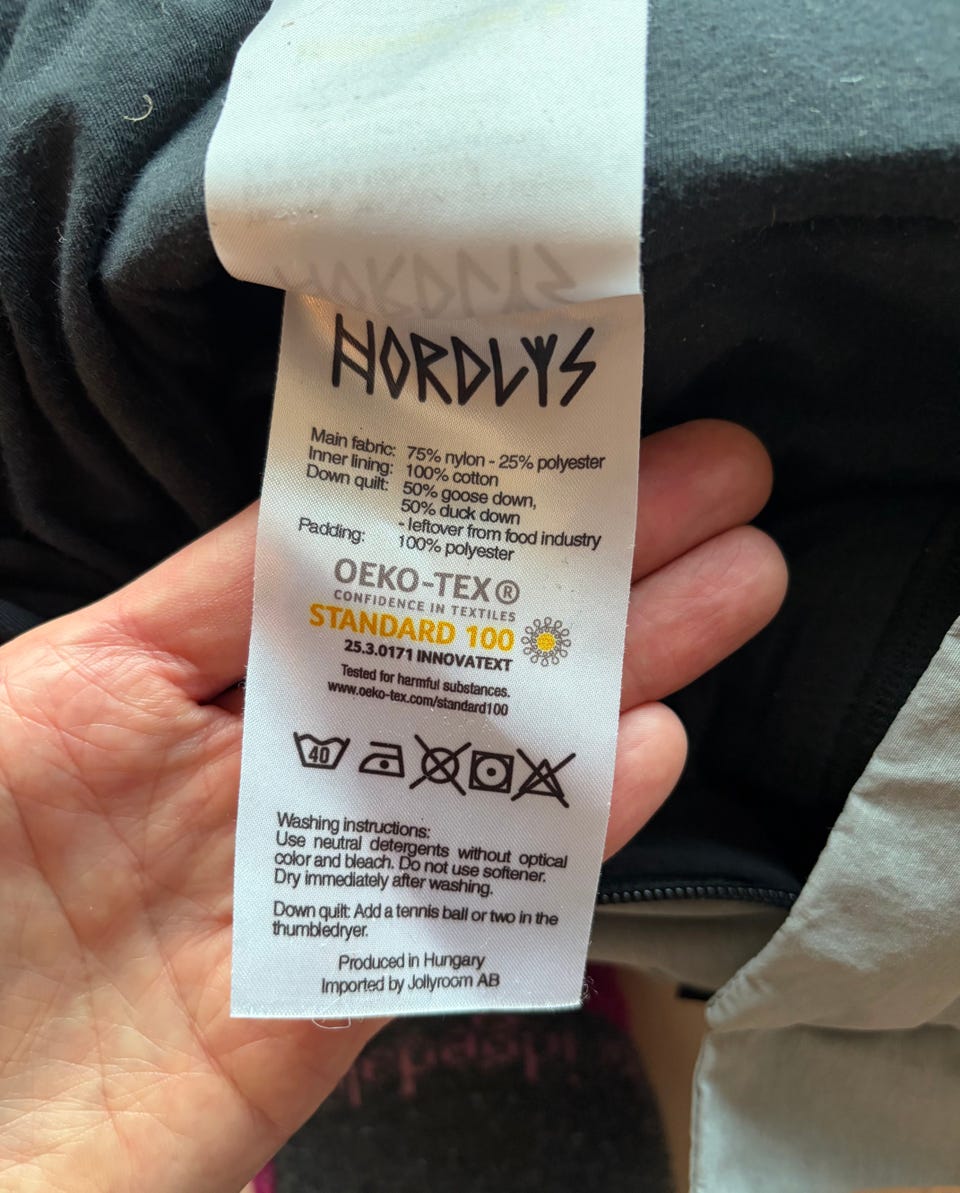 NORDLYS
Main fabric: 75% nylon - 25% polyester
Inner lining: 100% cotton
Down quilt: 50% goose down,
50% duck down
- leftover from food industry
Padding: 100% polyester
OEKO-TEX®
CONFIDENCE IN TEXTILES
STANDARD 100
25.3.0171 INNOVATEXT
Tested for harmful substances.
www.oeko-tex.com/standard100
40
Washing instructions:
Use neutral detergents without optical
color and bleach. Do not use softener.
Dry immediately after washing.
Down quilt: Add a tennis ball or two in the
thumbledryer.
Produced in Hungary
Imported by Jollyroom AB